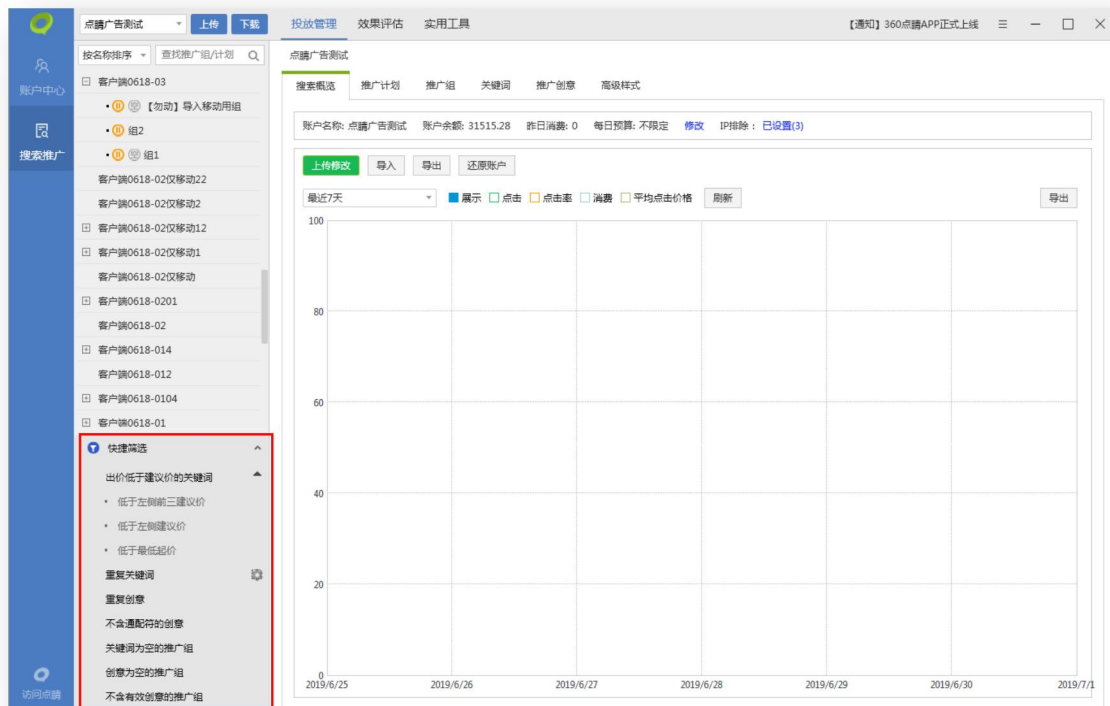 点睛广告测试 上传 下载 投放管理 效果评估 实用工具 【通知】360点睛APP正式上线
账户中心
搜索推广
访问点睛
按名称排序 查找推广组/计划
客户端0618-03
【勿动】导入移动用组
组2
组1
客户端0618-02仅移动22
客户端0618-02仅移动2
客户端0618-02仅移动12
客户端0618-02仅移动1
客户端0618-02仅移动
客户端0618-0201
客户端0618-02
客户端0618-014
客户端0618-012
客户端0618-0104
客户端0618-01
快捷筛选
出价低于建议价的关键词
• 低于左侧前三建议价
• 低于左侧建议价
• 低于最低起价
重复关键词
重复创意
不含通配符的创意
关键词为空的推广组
创意为空的推广组
不含有效创意的推广组
点睛广告测试
搜索概览 推广计划 推广组 关键词 推广创意 高级样式
账户名称: 点睛广告测试 账户余额: 31515.28 昨日消费: 0 每日预算: 不限定 修改 IP排除： 已设置(3)
上传修改 导入 导出 还原账户
最近7天 展示 点击 点击率 消费 平均点击价格 刷新 导出
100
80
60
40
20
0
2019/6/25 2019/6/26 2019/6/27 2019/6/28 2019/6/29 2019/6/30 2019/7/1